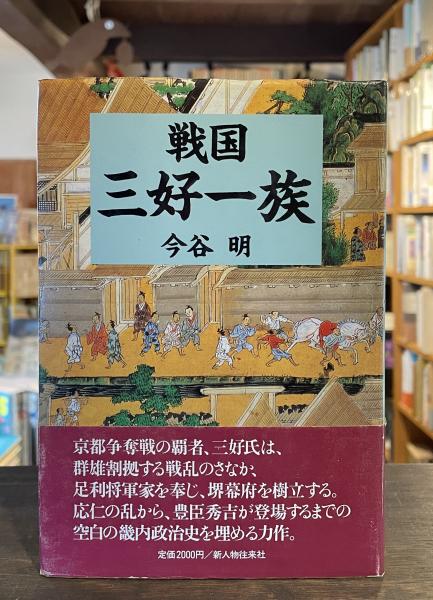 戦国
三好一族
今谷 明
京都争奪戦の覇者、三好氏は、
群雄割拠する戦乱のさなか、
足利将軍家を奉じ、堺幕府を樹立する。
応仁の乱から、豊臣秀吉が登場するまでの
空白の畿内政治史を埋める力作。
定価2000円/新人物往来社